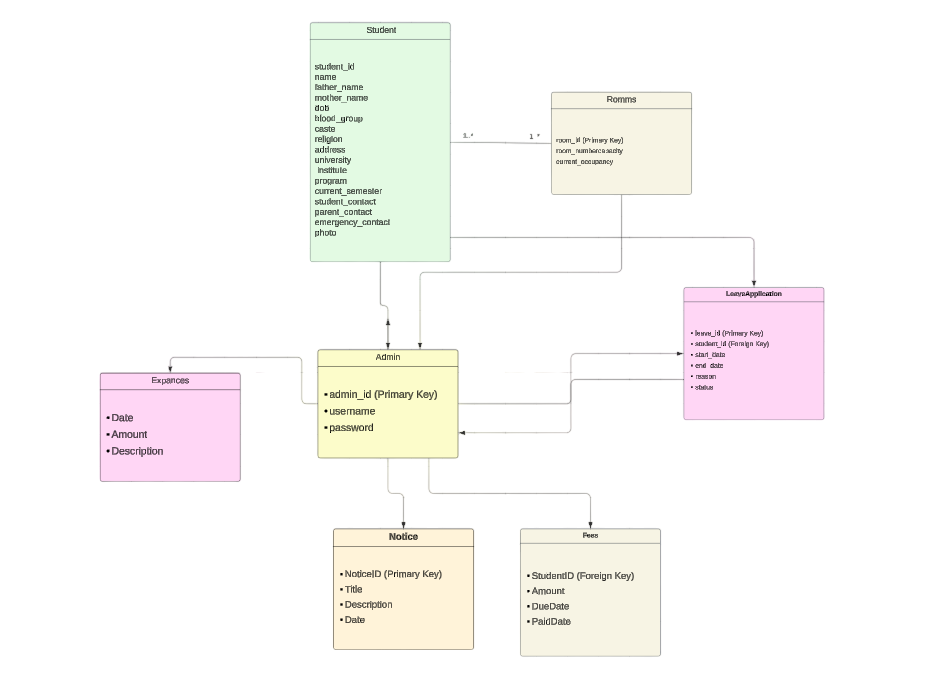 Student
student_id
name
father_name
mother_name
dob
blood_group
caste
religion
address
university
institute
program
current_semester
student_contact
parent_contact
emergency_contact
photo
1..*
1 *
Romms
room_id (Primary Key)
room_numbercapacity
current_occupancy
LeaveApplication
• leave_id (Primary Key)
• student_id (Foreign Key)
• start_date
• end_date
• reason
• status
Admin
• admin_id (Primary Key)
• username
• password
Expances
• Date
• Amount
• Description
Notice
• NoticeID (Primary Key)
• Title
• Description
• Date
Fees
• StudentID (Foreign Key)
• Amount
• DueDate
• PaidDate